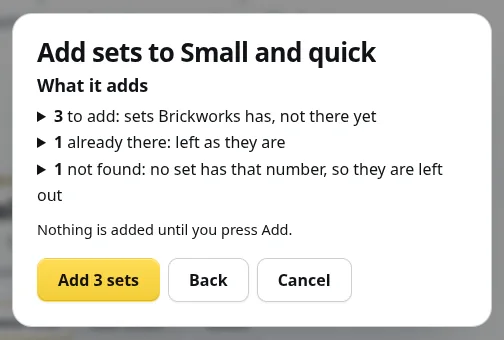 Add sets to Small and quick
What it adds
3 to add: sets Brickworks has, not there yet
1 already there: left as they are
1 not found: no set has that number, so they are left
out
Nothing is added until you press Add.
Add 3 sets
Back
Cancel